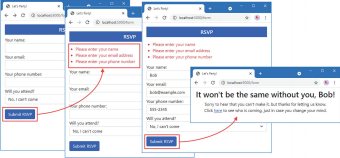 Let's Party!
localhost:5000/form
RSVP
Your name:
Your email:
Your phone number:
Will you attend?
No, I can't come
Submit RSVP
Let's Party!
localhost:5000/form
RSVP
• Please enter your name
• Please enter your email address
• Please enter your phone number
Your name:
Your email:
Your phone number:
Will you attend?
No, I can't come
Submit RSVP
Let's Party!
localhost:5000/form
RSVP
• Please enter your name
• Please enter your email address
• Please enter your phone number
Your name:
Bob
Your email:
bob@example.com
Your phone number:
555-2345
Will you attend?
No, I can't come
Submit RSVP
Let's Party!
localhost:5000/form
It won't be the same without you, Bob!
Sorry to hear that you can't make it, but thanks for letting us know.
Click here to see who is coming, just in case you change your mind.